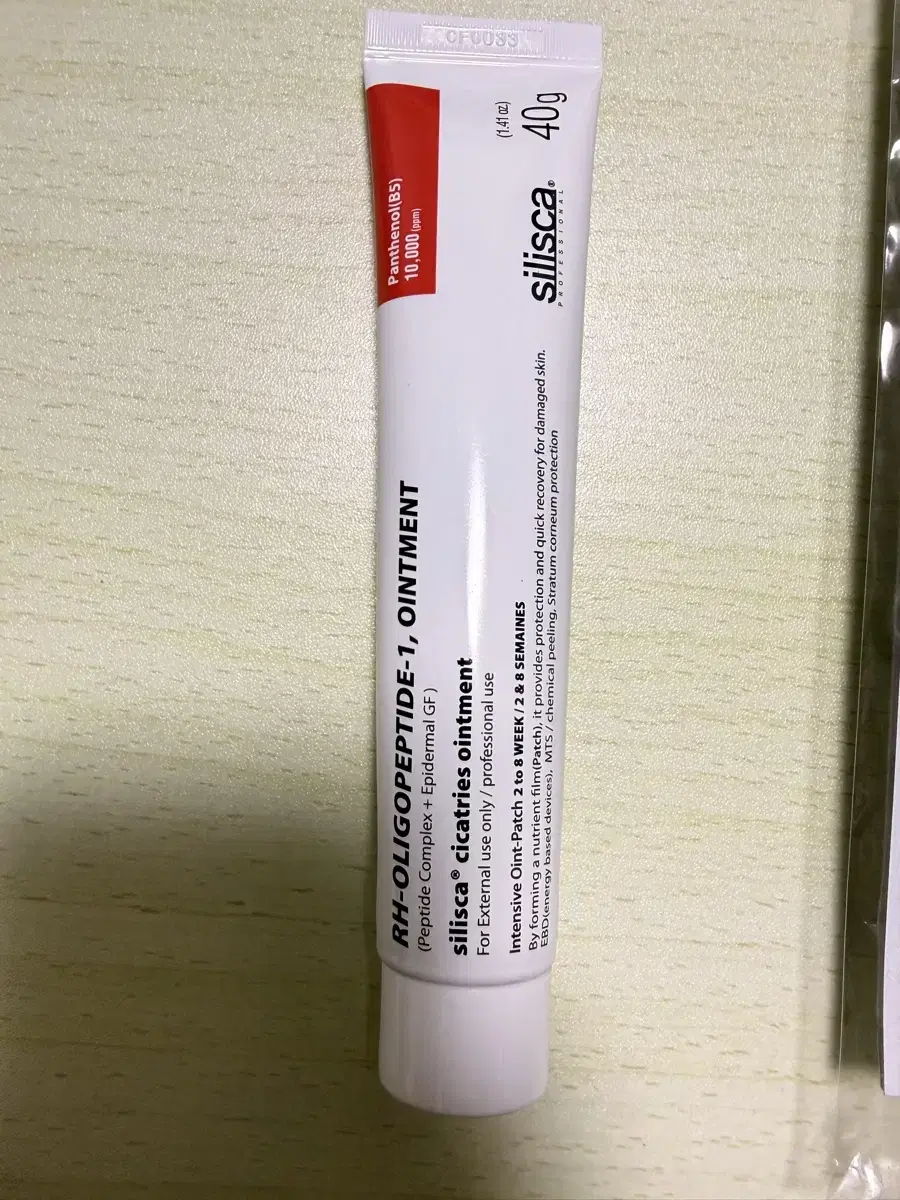 RH-OLIGOPEPTIDE-1, OINTMENT
(Peptide Complex + Epidermal GF)
silisca® cicatries ointment
For External use only / professional use
Intensive Oint-Patch 2 to 8 WEEK / 2 & 8 SEMAINES
By forming a nutrient film(Patch), it provides protection and quick recovery for damaged skin.
EBD(energy based devices), MTS / chemical peeling, Stratum corneum protection
Panthenol(B5)
10,000 (ppm)
(1.41 oz)
40g
silisca®
PROFESSIONAL